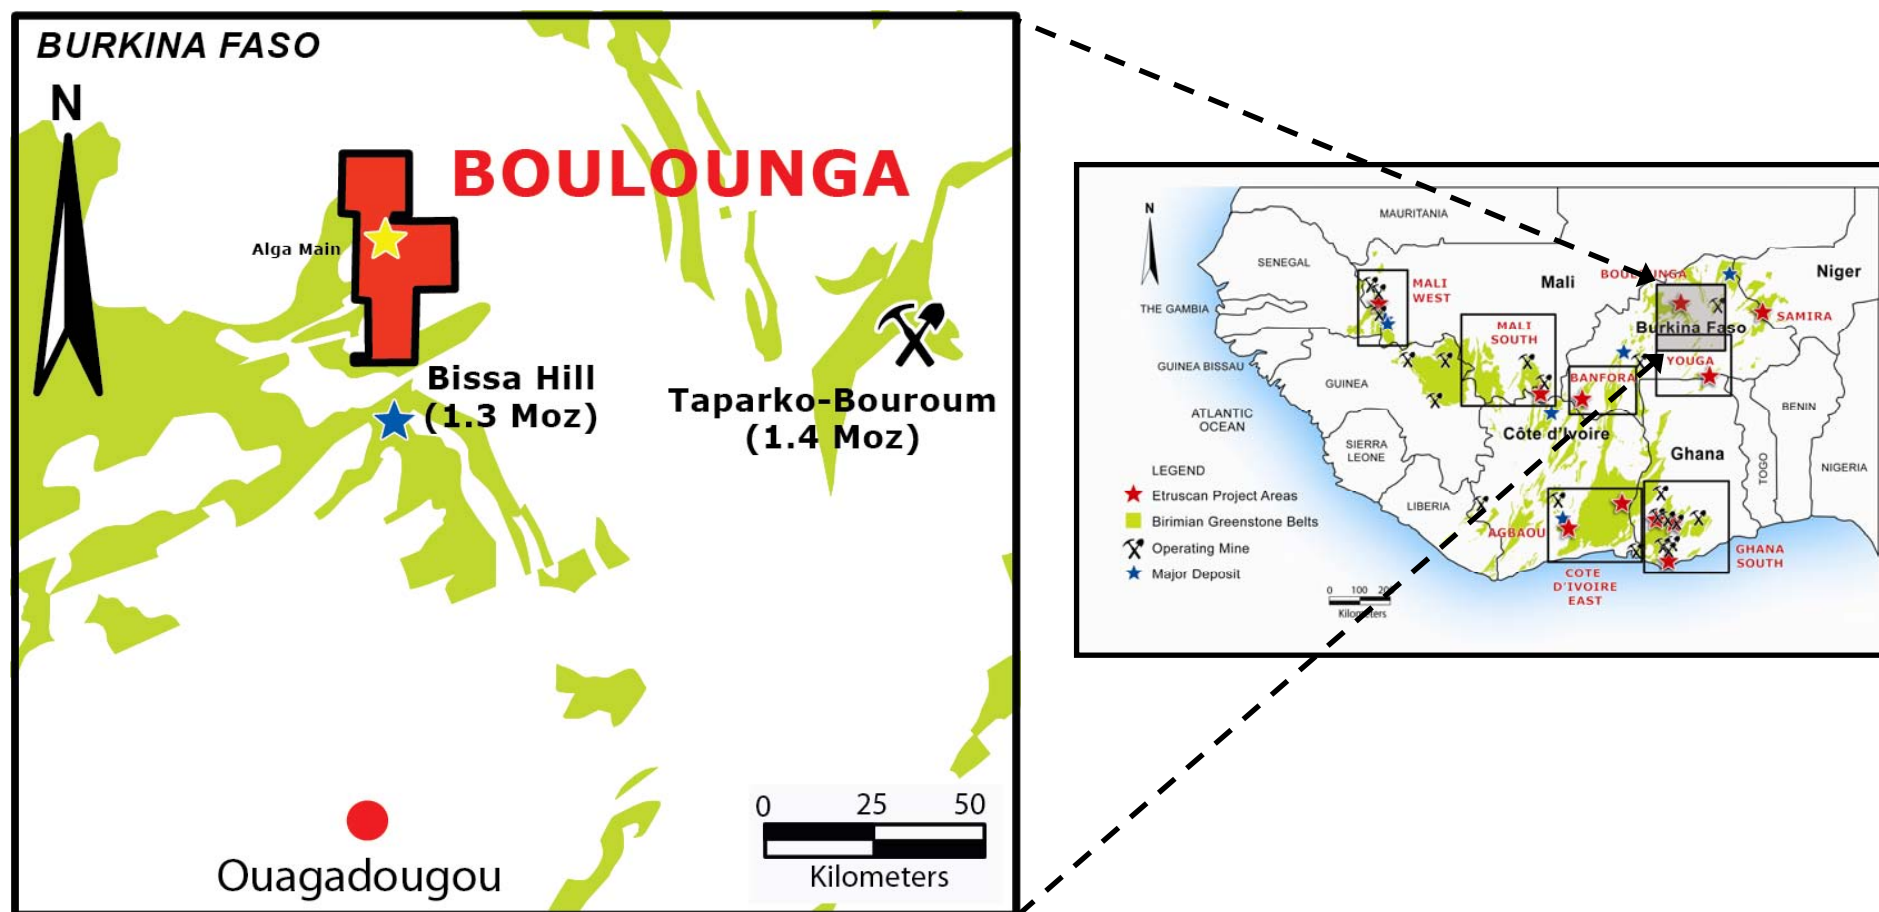 BURKINA FASO
N
BOULOUNGA
Alga Main
Bissa Hill
(1.3 Moz)
Taparko-Bouroum
(1.4 Moz)
Ouagadougou
0 25 50
Kilometers
N
MAURITANIA
SENEGAL
THE GAMBIA
GUINEA BISSAU
GUINEA
ATLANTIC
OCEAN
SIERRA
LEONE
LIBERIA
MALI
WEST
Mali
MALI
SOUTH
BOULOUNGA
Niger
SAMIRA
Burkina Faso
YOUGA
BANFORA
BENIN
Côte d'Ivoire
Ghana
TOGO
NIGERIA
AGBAOU
COTE
D'IVOIRE
EAST
GHANA
SOUTH
LEGEND
Etruscan Project Areas
Birimian Greenstone Belts
Operating Mine
Major Deposit
0 100 200
Kilometers